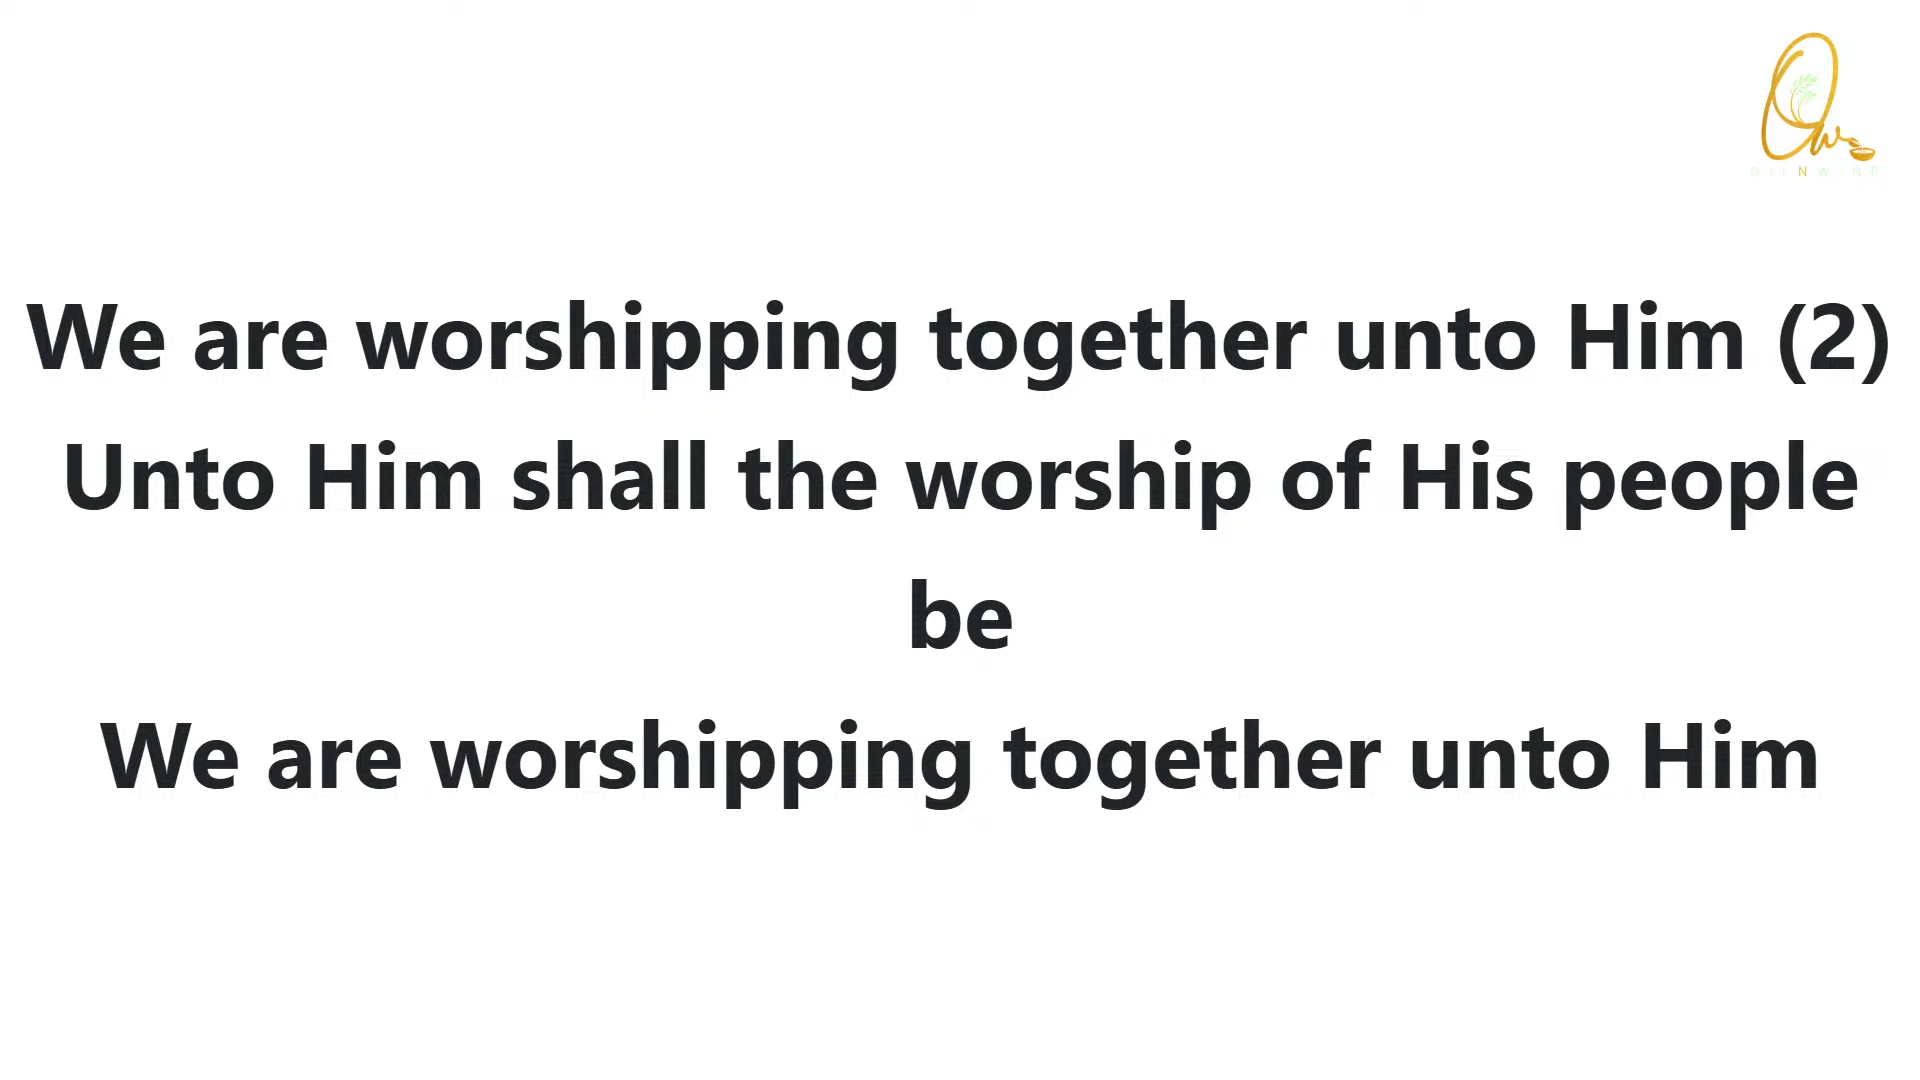 OILNWINE
We are worshipping together unto Him (2)
Unto Him shall the worship of His people
be
We are worshipping together unto Him